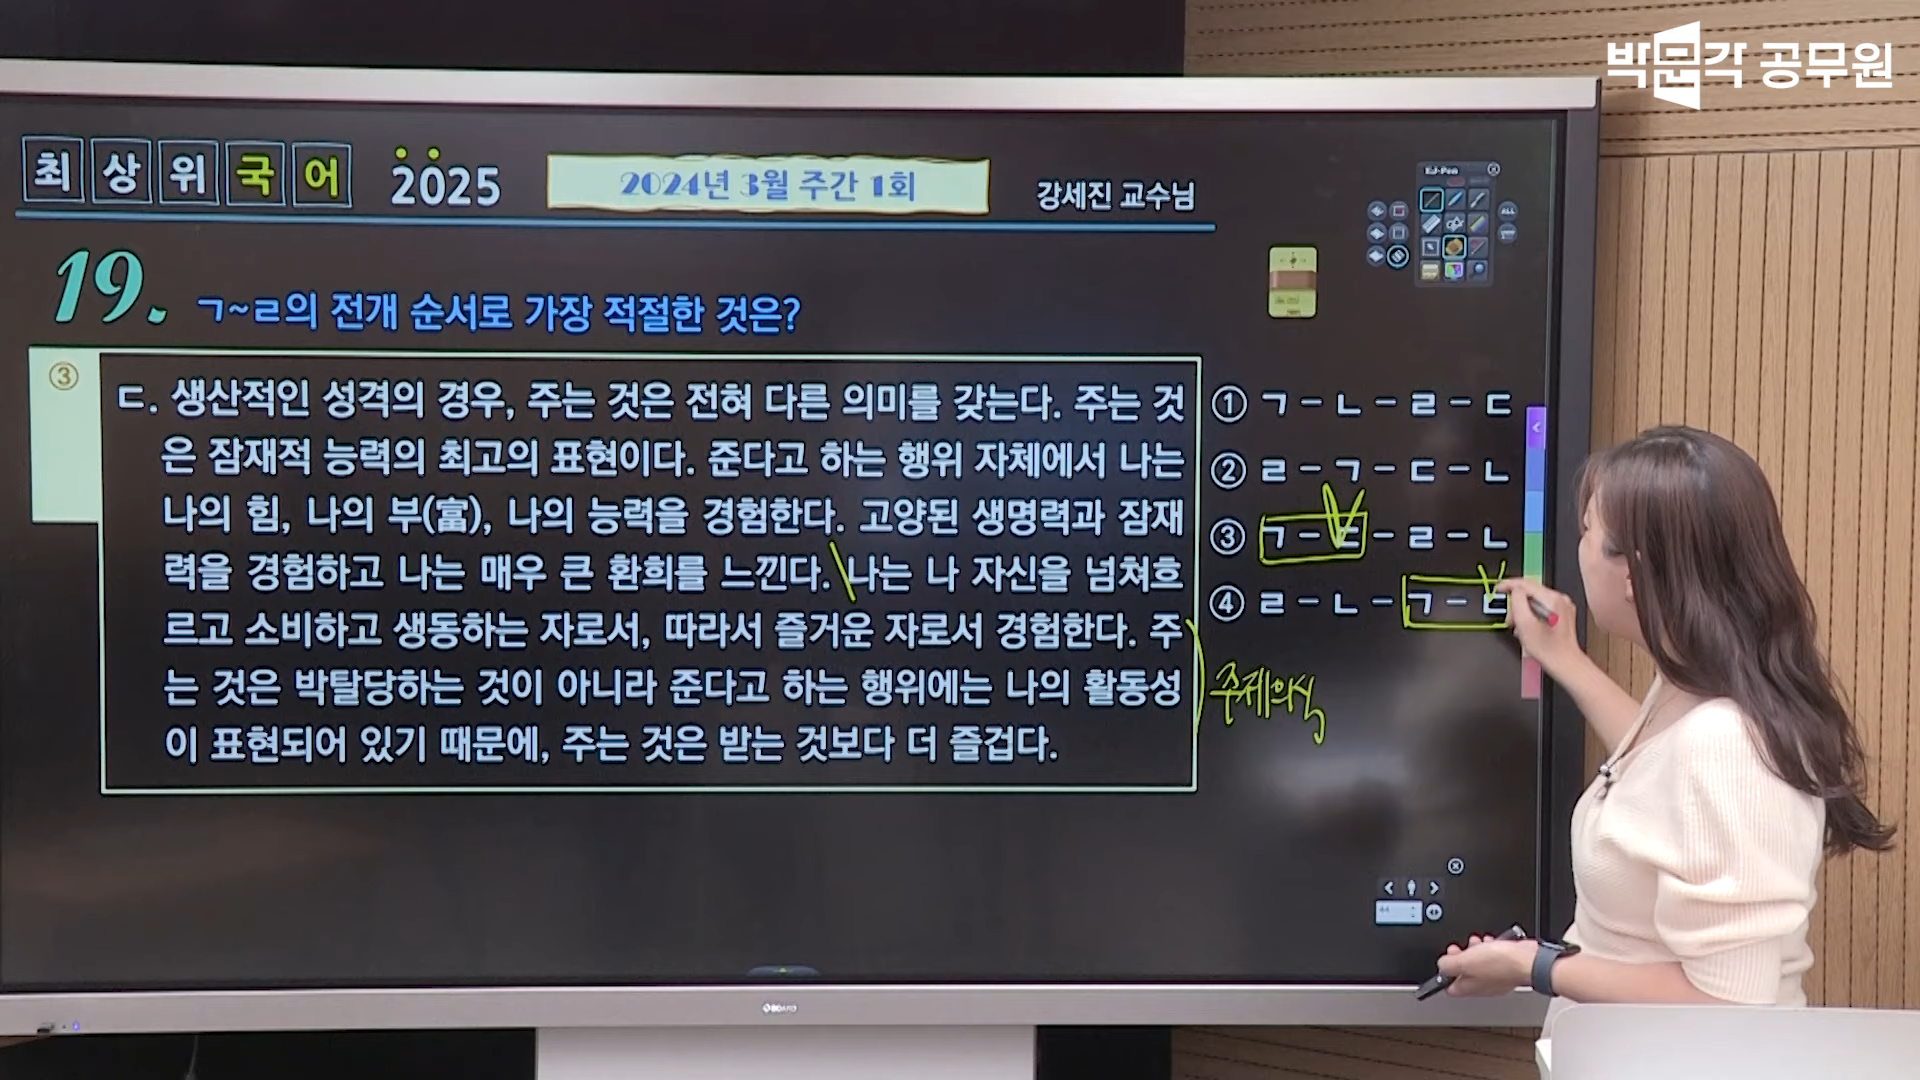 박문각 공무원
최상위국어 2025
2024년 3월 주간 1회
강세진 교수님
19. ㄱ~ㄹ의 전개 순서로 가장 적절한 것은?
③
ㄷ. 생산적인 성격의 경우, 주는 것은 전혀 다른 의미를 갖는다. 주는 것
은 잠재적 능력의 최고의 표현이다. 준다고 하는 행위 자체에서 나는
나의 힘, 나의 부(富), 나의 능력을 경험한다. 고양된 생명력과 잠재
력을 경험하고 나는 매우 큰 환희를 느낀다. 나는 나 자신을 넘쳐흐
르고 소비하고 생동하는 자로서, 따라서 즐거운 자로서 경험한다. 주
는 것은 박탈당하는 것이 아니라 준다고 하는 행위에는 나의 활동성
이 표현되어 있기 때문에, 주는 것은 받는 것보다 더 즐겁다.
① ㄱ - ㄴ - ㄹ - ㄷ
② ㄹ - ㄱ - ㄷ - ㄴ
③ ㄱ - ㄷ - ㄹ - ㄴ
④ ㄹ - ㄴ - ㄱ - ㄷ
주제의식
ALL